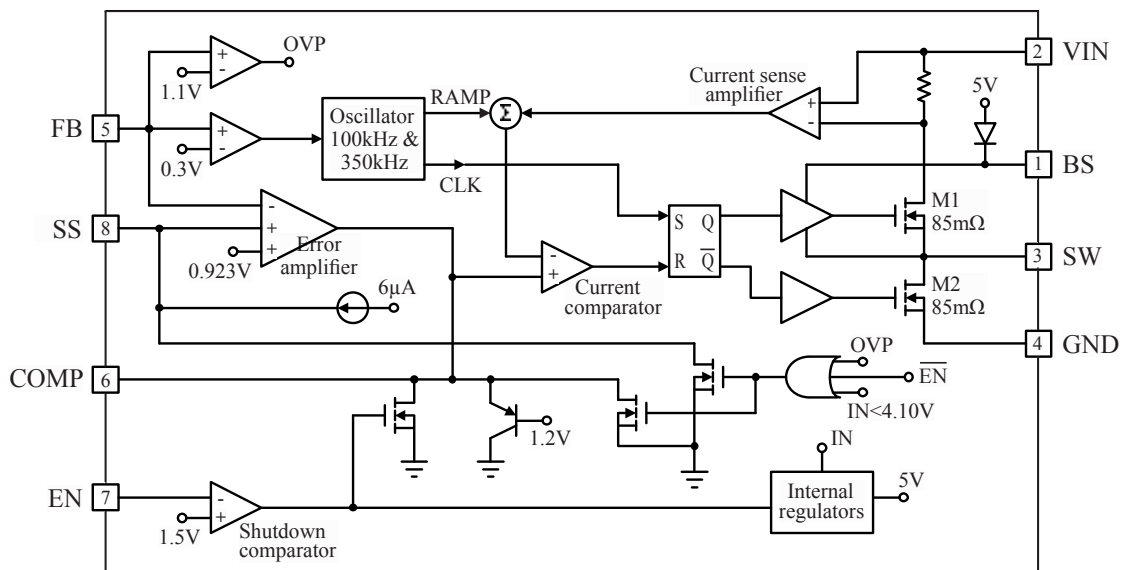 OVP
+
-
1.1V
FB
5
+
-
0.3V
Oscillator
100kHz &
350kHz
RAMP
CLK
Σ
Current sense
amplifier
+
-
2
VIN
5V
1
BS
SS
8
-
+
+
0.923V
Error
amplifier
6μA
-
+
Current
comparator
S
Q
R
Q̅
M1
85mΩ
3
SW
M2
85mΩ
4
GND
COMP
6
1.2V
OVP
E̅N̅
IN<4.10V
IN
Internal
regulators
5V
EN
7
-
+
1.5V
Shutdown
comparator